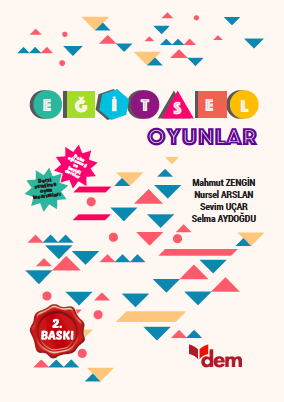 EĞİTSEL
OYUNLAR
Mahmut ZENGİN
Nursel ARSLAN
Sevim UÇAR
Selma AYDOĞDU
2.
BASKI
dem